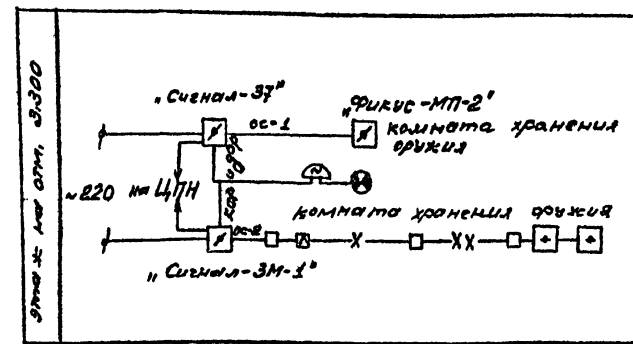 этаж на отм. 3.300
„Сигнал-37"
„Фикус-МП-2"
ос-1
комната хранения
оружия
коридор
~220 на ЦПН
комната хранения оружия
ос-2
„Сигнал-3М-1"